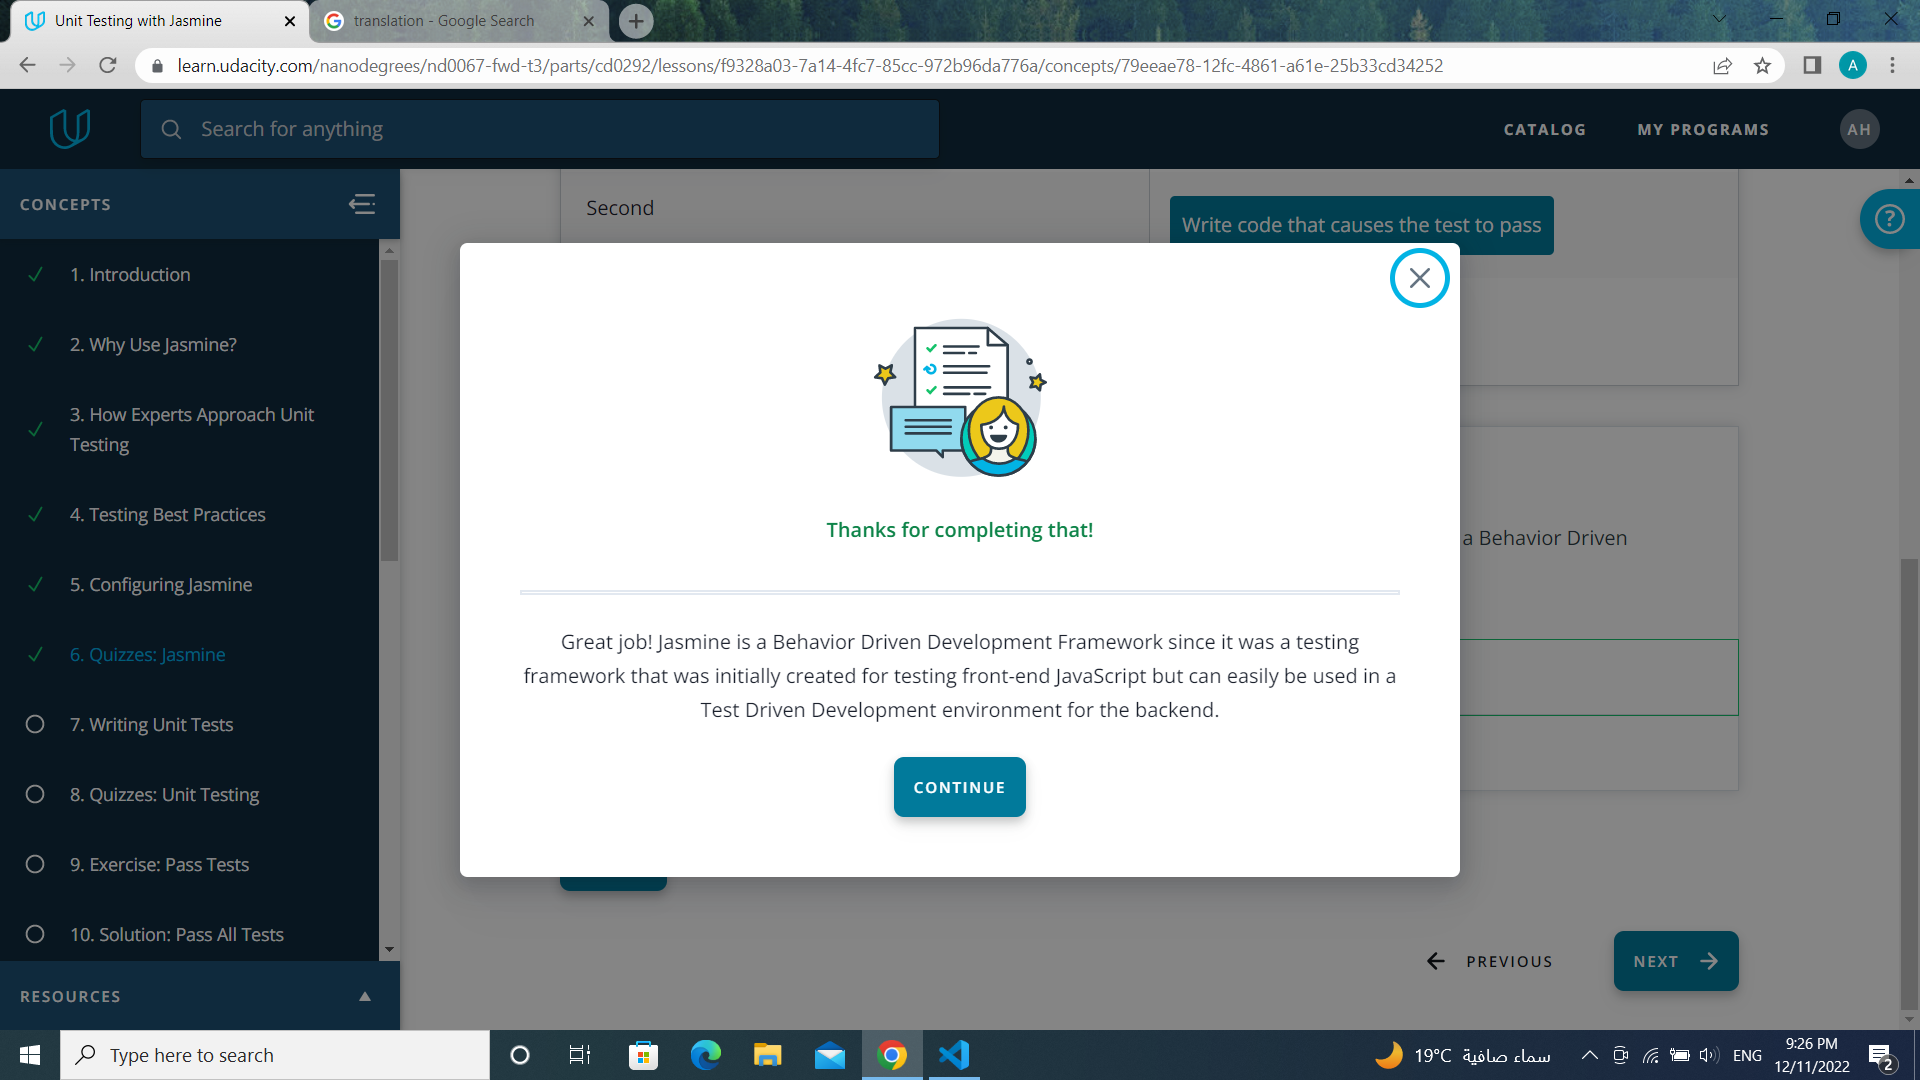 Unit Testing with Jasmine
translation - Google Search
learn.udacity.com/nanodegrees/nd0067-fwd-t3/parts/cd0292/lessons/f9328a03-7a14-4fc7-85cc-972b96da776a/concepts/79eeae78-12fc-4861-a61e-25b33cd34252
A
Search for anything
CATALOG
MY PROGRAMS
AH
CONCEPTS
1. Introduction
2. Why Use Jasmine?
3. How Experts Approach Unit
Testing
4. Testing Best Practices
5. Configuring Jasmine
6. Quizzes: Jasmine
7. Writing Unit Tests
8. Quizzes: Unit Testing
9. Exercise: Pass Tests
10. Solution: Pass All Tests
RESOURCES
Second
Write code that causes the test to pass
a Behavior Driven
Thanks for completing that!
Great job! Jasmine is a Behavior Driven Development Framework since it was a testing
framework that was initially created for testing front-end JavaScript but can easily be used in a
Test Driven Development environment for the backend.
CONTINUE
PREVIOUS
NEXT
Type here to search
19°C سماء صافية
ENG
9:26 PM
12/11/2022
2